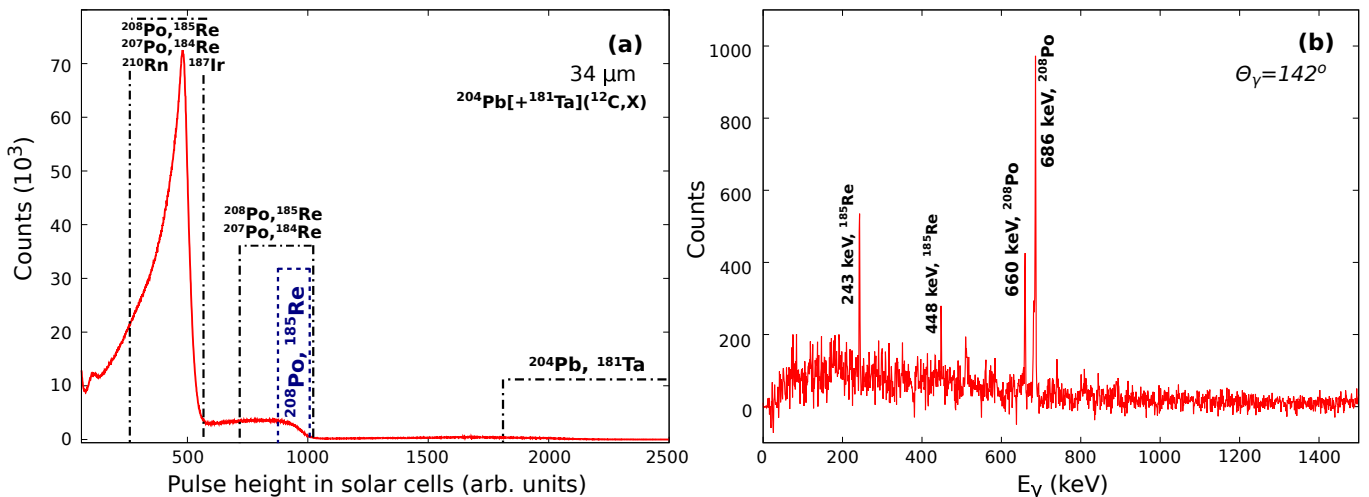 (a)
34 μm
²⁰⁴Pb[+¹⁸¹Ta](¹²C,X)
²⁰⁸Po,¹⁸⁵Re
²⁰⁷Po,¹⁸⁴Re
²¹⁰Rn ¹⁸⁷Ir
²⁰⁸Po,¹⁸⁵Re
²⁰⁷Po,¹⁸⁴Re
²⁰⁸Po, ¹⁸⁵Re
²⁰⁴Pb, ¹⁸¹Ta
Counts (10³)
70
60
50
40
30
20
10
0
500
1000
1500
2000
2500
Pulse height in solar cells (arb. units)
(b)
Θγ=142°
243 keV, ¹⁸⁵Re
448 keV, ¹⁸⁵Re
660 keV, ²⁰⁸Po
686 keV, ²⁰⁸Po
Counts
1000
800
600
400
200
0
0
200
400
600
800
1000
1200
1400
Eγ (keV)